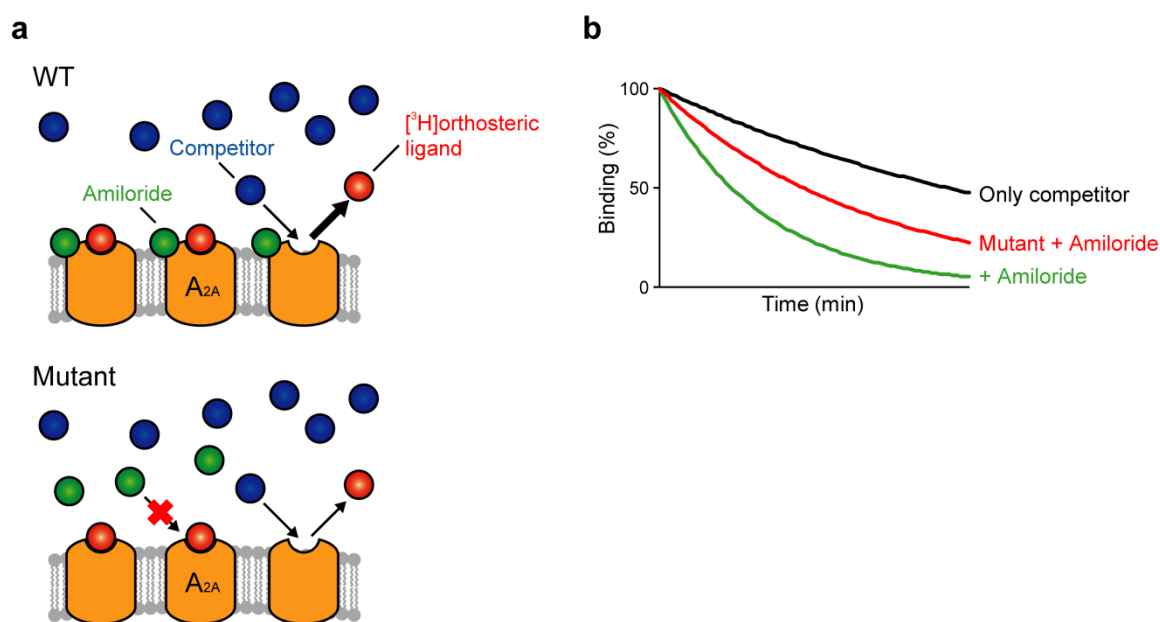 a
WT
Competitor
[³H]orthosteric
ligand
Amiloride
A2A
Mutant
A2A
b
100
50
0
Binding (%)
Time (min)
Only competitor
Mutant + Amiloride
+ Amiloride